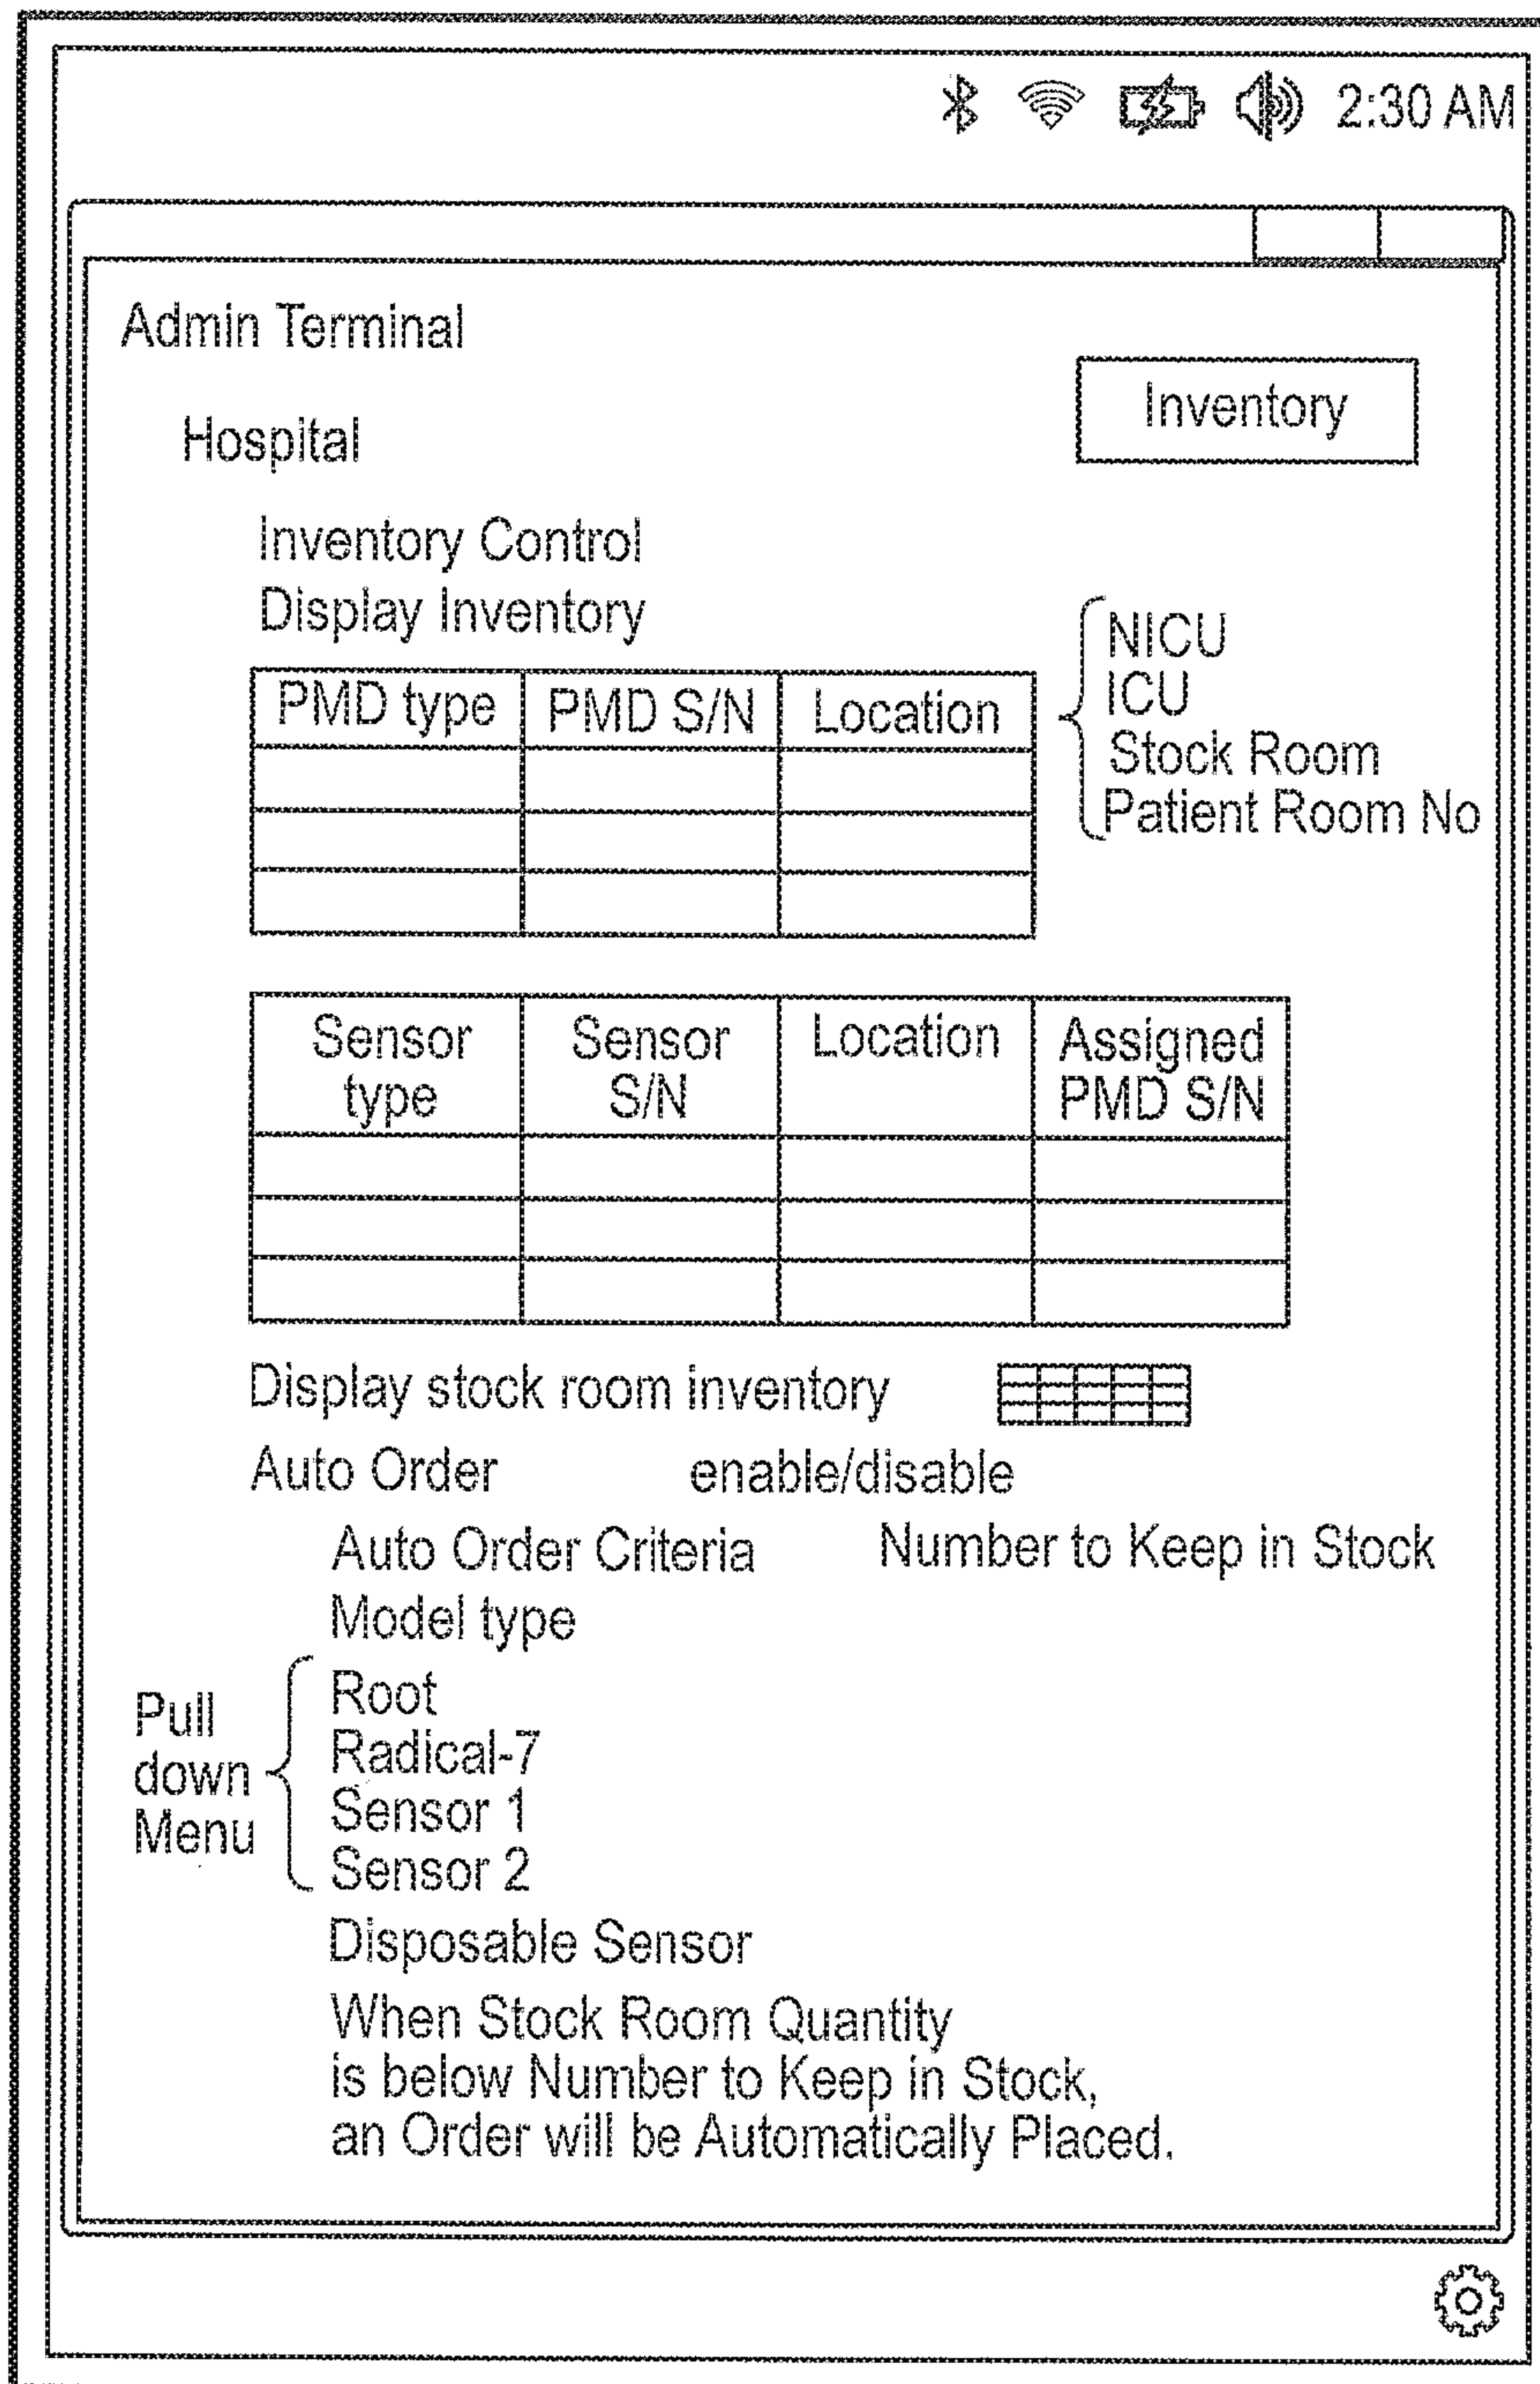 2:30 AM
Admin Terminal
Inventory
Hospital
Inventory Control
Display Inventory
NICU
ICU
Stock Room
Patient Room No
PMD type PMD S/N Location
Sensor type Sensor S/N Location Assigned PMD S/N
Display stock room inventory
Auto Order enable/disable
Auto Order Criteria Number to Keep in Stock
Model type
Pull
down
Menu
Root
Radical-7
Sensor 1
Sensor 2
Disposable Sensor
When Stock Room Quantity
is below Number to Keep in Stock,
an Order will be Automatically Placed.